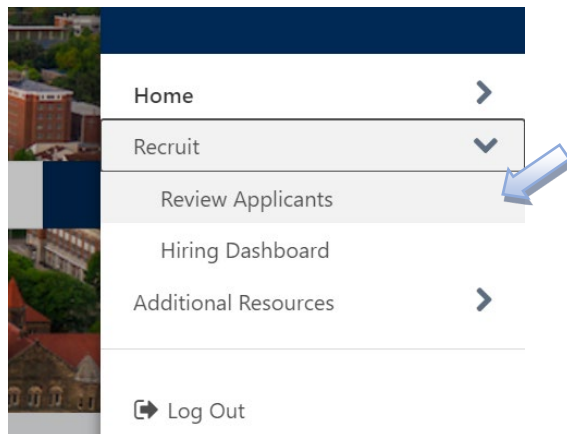 Home
Recruit
Review Applicants
Hiring Dashboard
Additional Resources
Log Out